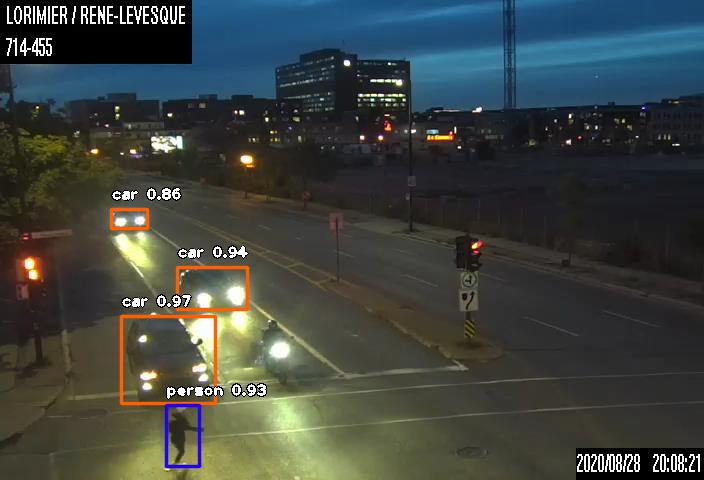 LORIMIER / RENE-LEVESQUE
714-455
car 0.86
car 0.94
car 0.97
person 0.93
2020/08/28 20:08:21